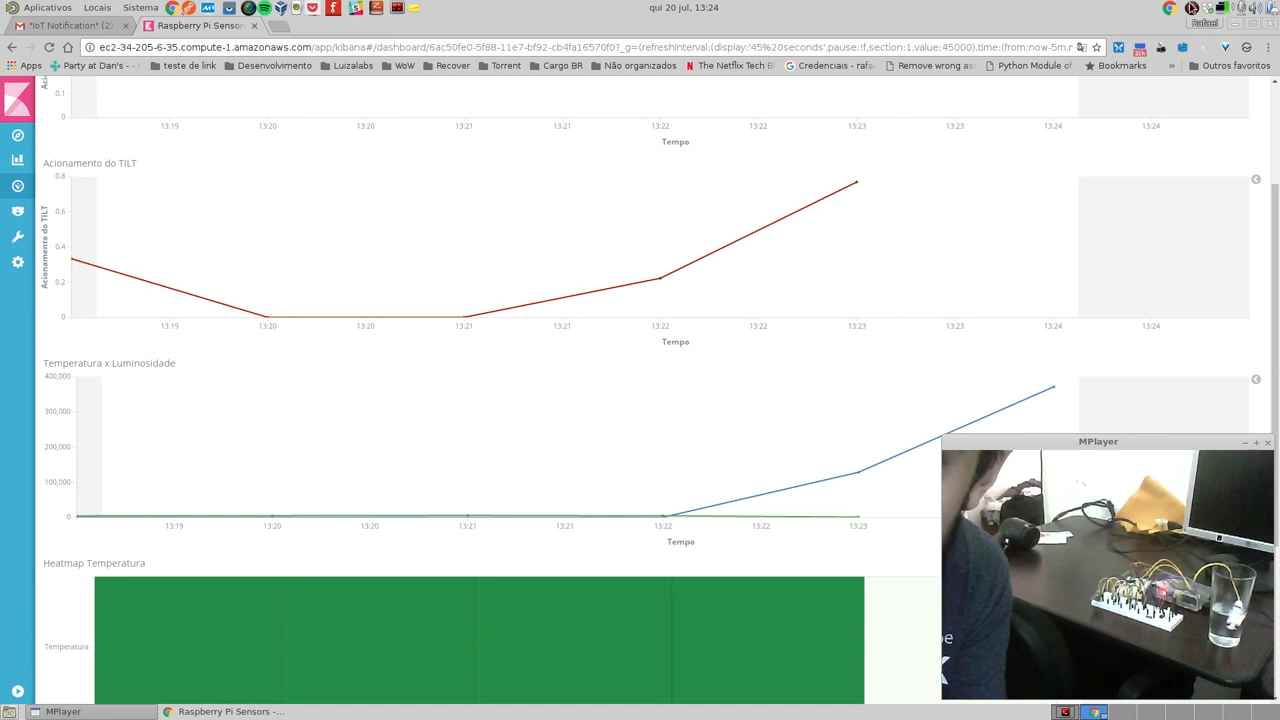 Aplicativos Locais Sistema qui 20 jul, 13:24 Rafael
"IoT Notification" (2) Raspberry Pi Sensors
ec2-34-205-6-35.compute-1.amazonaws.com/app/kibana#/dashboard/6ac50fe0-5f88-11e7-bf92-cb4fa16570f0?_g=(refreshInterval:(display:'45%20seconds',pause:!f,section:1,value:45000),time:(from:now-5m,m
Apps Party at Dan's - teste de link Desenvolvimento Luizalabs WoW Recover Torrent Cargo BR Não organizados The Netflix Tech Bl Credenciais - rafa Remove wrong as Python Module of Bookmarks » Outros favoritos
0.1
0
13:19 13:20 13:20 13:21 13:21 13:22 13:22 13:23 13:23 13:24 13:24
Tempo
Acionamento do TILT
Acionamento do TILT
0.8
0.6
0.4
0.2
0
13:19 13:20 13:20 13:21 13:21 13:22 13:22 13:23 13:23 13:24 13:24
Tempo
Temperatura x Luminosidade
400,000
300,000
200,000
100,000
0
13:19 13:20 13:20 13:21 13:21 13:22 13:22 13:23
Tempo
MPlayer
Heatmap Temperatura
Temperatura
MPlayer Raspberry Pi Sensors -...